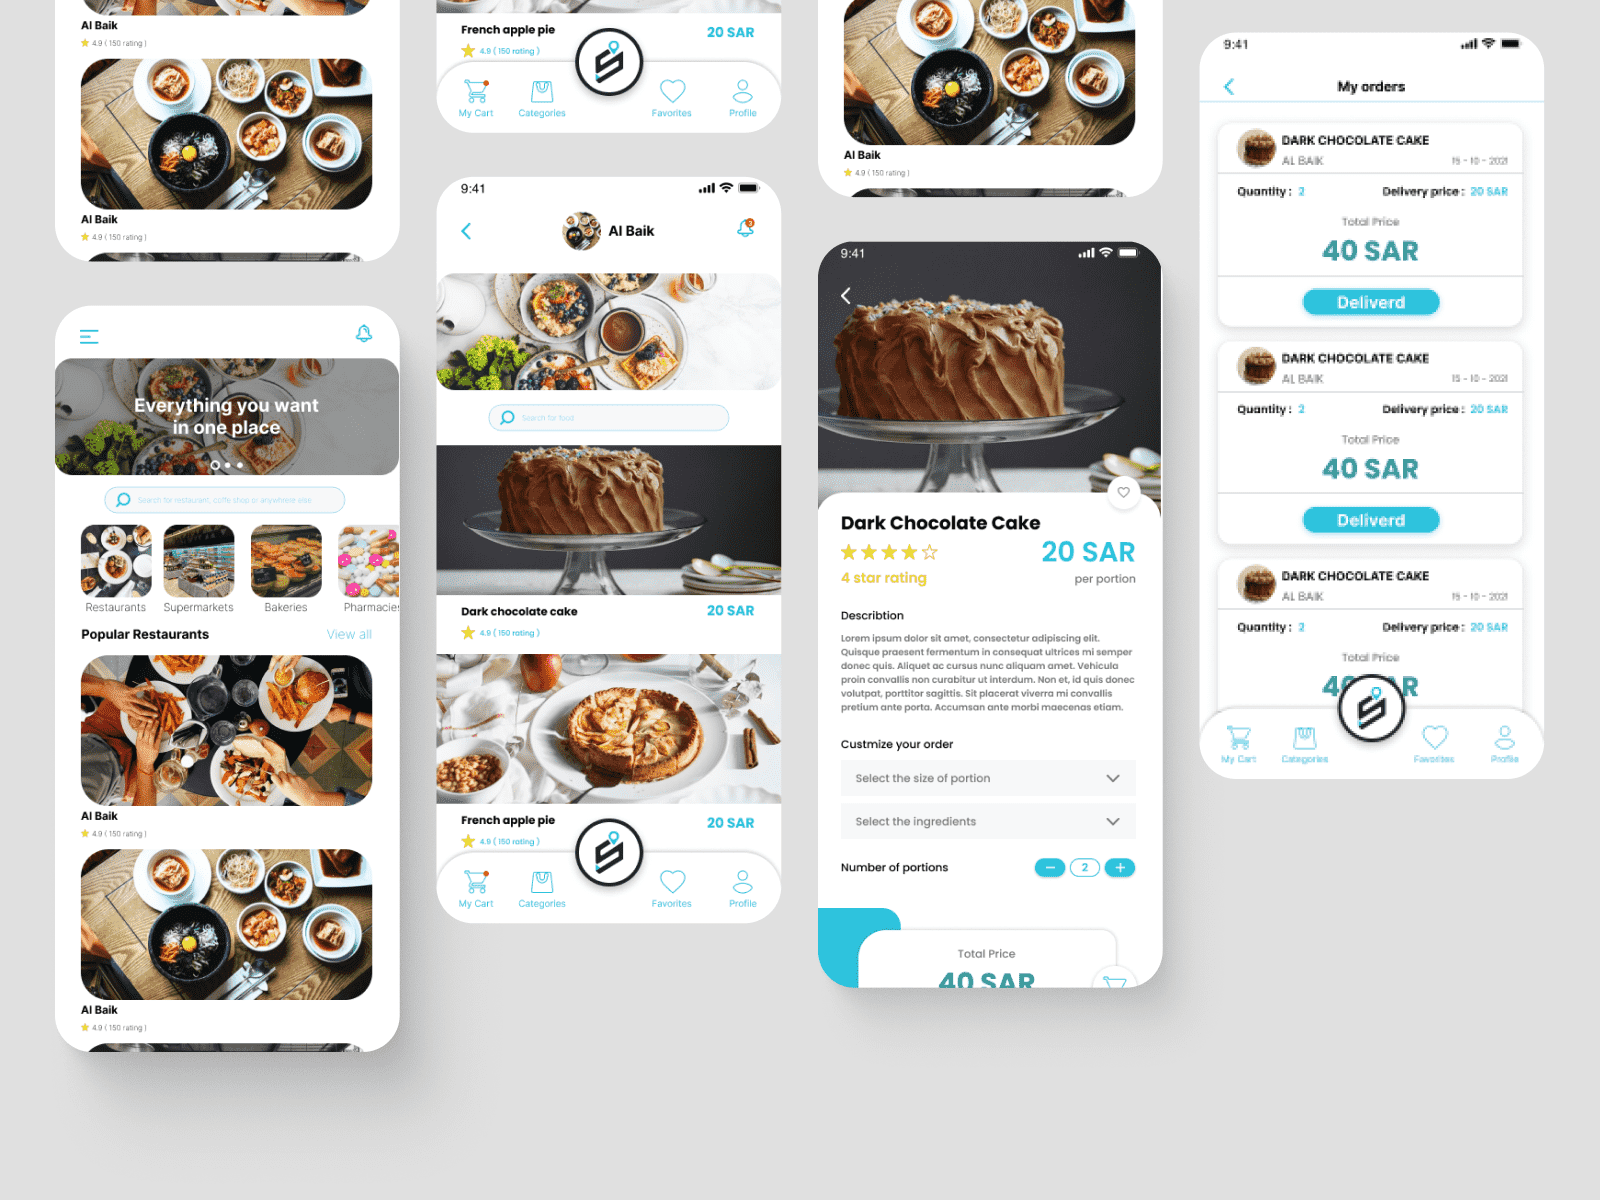 Al Baik
4.9 ( 150 rating )
Al Baik
4.9 ( 150 rating )
Everything you want
in one place
Search for restaurant, coffe shop or anywhere else
Restaurants
Supermarkets
Bakeries
Pharmacies
Popular Restaurants
View all
Al Baik
4.9 ( 150 rating )
Al Baik
4.9 ( 150 rating )
French apple pie
20 SAR
4.9 ( 150 rating )
My Cart
Categories
Favorites
Profile
9:41
Al Baik
Search for food
Dark chocolate cake
20 SAR
4.9 ( 150 rating )
French apple pie
20 SAR
4.9 ( 150 rating )
My Cart
Categories
Favorites
Profile
Al Baik
4.9 ( 150 rating )
9:41
Dark Chocolate Cake
20 SAR
4 star rating
per portion
Describtion
Lorem ipsum dolor sit amet, consectetur adipiscing elit.
Quisque praesent fermentum in consequat ultrices mi semper
donec quis. Aliquet ac cursus nunc aliquam amet. Vehicula
proin convallis non curabitur ut interdum. Non et, id quis donec
volutpat, porttitor sagittis. Sit placerat viverra mi convallis
pretium ante porta. Accumsan ante morbi maecenas etiam.
Custmize your order
Select the size of portion
Select the ingredients
Number of portions
2
Total Price
40 SAR
9:41
My orders
DARK CHOCOLATE CAKE
AL BAIK
15 - 10 - 2021
Quantity : 2
Delivery price : 20 SAR
Total Price
40 SAR
Deliverd
DARK CHOCOLATE CAKE
AL BAIK
15 - 10 - 2021
Quantity : 2
Delivery price : 20 SAR
Total Price
40 SAR
Deliverd
DARK CHOCOLATE CAKE
AL BAIK
15 - 10 - 2021
Quantity : 2
Delivery price : 20 SAR
Total Price
My Cart
Categories
Favorites
Profile